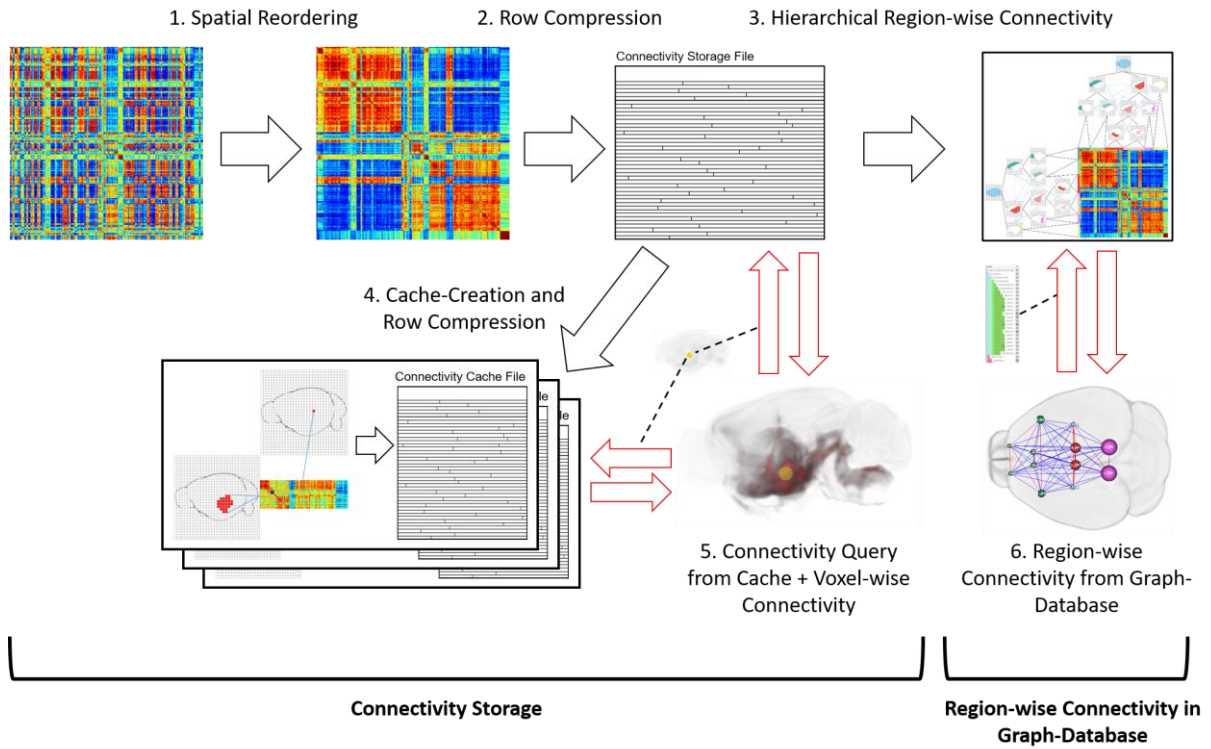 1. Spatial Reordering
2. Row Compression
3. Hierarchical Region-wise Connectivity
Connectivity Storage File
4. Cache-Creation and
Row Compression
Connectivity Cache File
File
File
5. Connectivity Query
from Cache + Voxel-wise
Connectivity
6. Region-wise
Connectivity from Graph-
Database
Connectivity Storage
Region-wise Connectivity in
Graph-Database